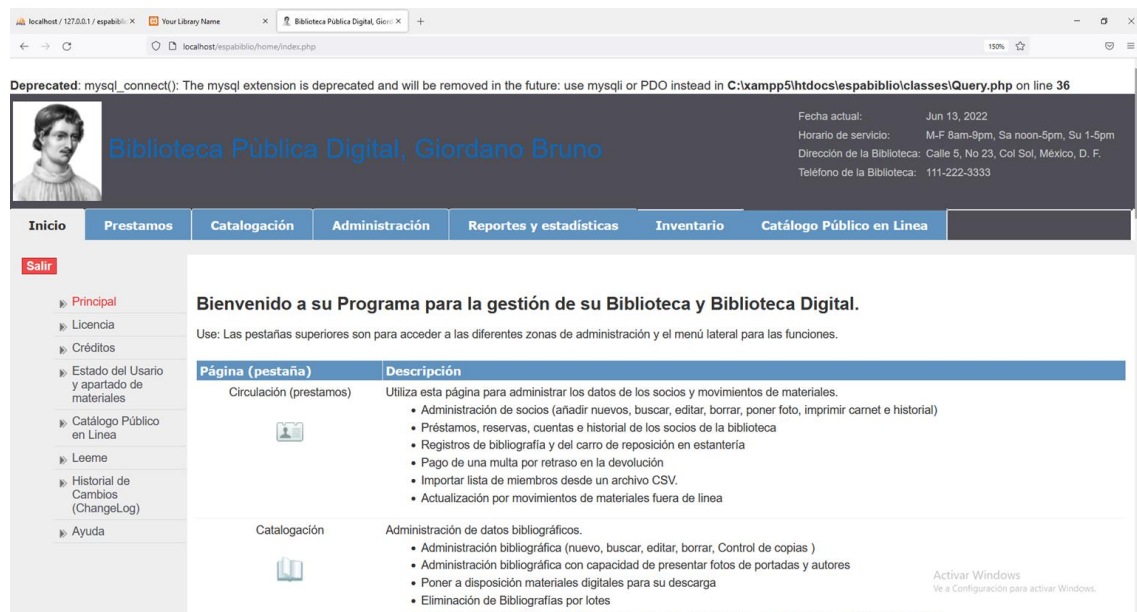 localhost / 127.0.0.1 / espabiblio
Your Library Name
Biblioteca Pública Digital, Giord
localhost/espabiblio/home/index.php
150%
Deprecated: mysql_connect(): The mysql extension is deprecated and will be removed in the future: use mysqli or PDO instead in C:\xampp5\htdocs\espabiblio\classes\Query.php on line 36
Biblioteca Pública Digital, Giordano Bruno
Fecha actual: Jun 13, 2022
Horario de servicio: M-F 8am-9pm, Sa noon-5pm, Su 1-5pm
Dirección de la Biblioteca: Calle 5, No 23, Col Sol, México, D. F.
Teléfono de la Biblioteca: 111-222-3333
Inicio Prestamos Catalogación Administración Reportes y estadísticas Inventario Catálogo Público en Linea
Salir
Principal
Licencia
Créditos
Estado del Usario
y apartado de
materiales
Catálogo Público
en Linea
Leeme
Historial de
Cambios
(ChangeLog)
Ayuda
Bienvenido a su Programa para la gestión de su Biblioteca y Biblioteca Digital.
Use: Las pestañas superiores son para acceder a las diferentes zonas de administración y el menú lateral para las funciones.
Página (pestaña) Descripción
Circulación (prestamos) Utiliza esta página para administrar los datos de los socios y movimientos de materiales.
• Administración de socios (añadir nuevos, buscar, editar, borrar, poner foto, imprimir carnet e historial)
• Préstamos, reservas, cuentas e historial de los socios de la biblioteca
• Registros de bibliografía y del carro de reposición en estantería
• Pago de una multa por retraso en la devolución
• Importar lista de miembros desde un archivo CSV.
• Actualización por movimientos de materiales fuera de linea
Catalogación Administración de datos bibliográficos.
• Administración bibliográfica (nuevo, buscar, editar, borrar, Control de copias )
• Administración bibliográfica con capacidad de presentar fotos de portadas y autores
• Poner a disposición materiales digitales para su descarga
• Eliminación de Bibliografías por lotes
Activar Windows
Ve a Configuración para activar Windows.